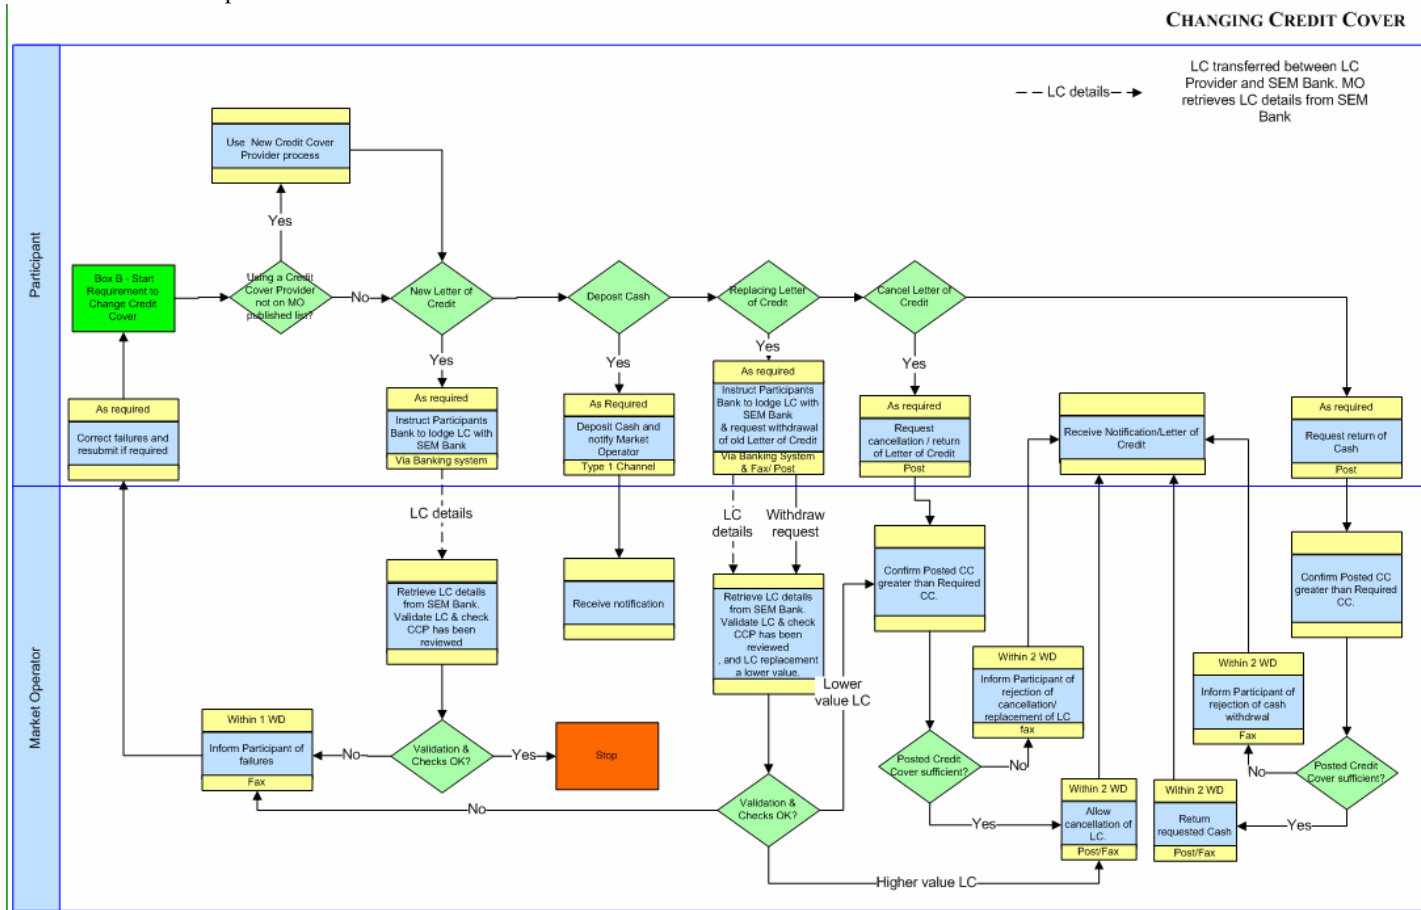 CHANGING CREDIT COVER
LC details
LC transferred between LC
Provider and SEM Bank. MO
retrieves LC details from SEM
Bank
Participant
Use New Credit Cover
Provider process
Yes
Box B - Start
Requirement to
Change Credit
Cover
Using a Credit
Cover Provider
not on MO
published list?
No
New Letter of
Credit
Deposit Cash
Replacing Letter
of Credit
Cancel Letter of
Credit
Yes
Yes
Yes
Yes
As required
Correct failures and
resubmit if required
As required
Instruct Participants
Bank to lodge LC with
SEM Bank
Via Banking system
As Required
Deposit Cash and
notify Market
Operator
Type 1 Channel
As required
Instruct Participants
Bank to lodge LC with
SEM Bank
& request withdrawal
of old Letter of Credit
Via Banking System
& Fax/ Post
As required
Request
cancellation / return
of Letter of Credit
Post
Receive Notification/Letter of
Credit
As required
Request return of
Cash
Post
Market Operator
LC details
LC
details
Withdraw
request
Retrieve LC details
from SEM Bank.
Validate LC & check
CCP has been
reviewed
Receive notification
Retrieve LC details
from SEM Bank.
Validate LC & check
CCP has been
reviewed
, and LC replacement
a lower value.
Confirm Posted CC
greater than Required
CC.
Confirm Posted CC
greater than Required
CC.
Lower
value LC
Within 2 WD
Inform Participant of
rejection of
cancellation/
replacement of LC
fax
Within 2 WD
Inform Participant of
rejection of cash
withdrwal
Fax
Within 1 WD
Inform Participant of
failures
Fax
No
Validation &
Checks OK?
Yes
Stop
Posted Credit
Cover sufficient?
No
No
Posted Credit
Cover sufficient?
No
Validation &
Checks OK?
Yes
Within 2 WD
Allow
cancellation of
LC.
Post/Fax
Within 2 WD
Return
requested Cash
Post/Fax
Yes
Higher value LC